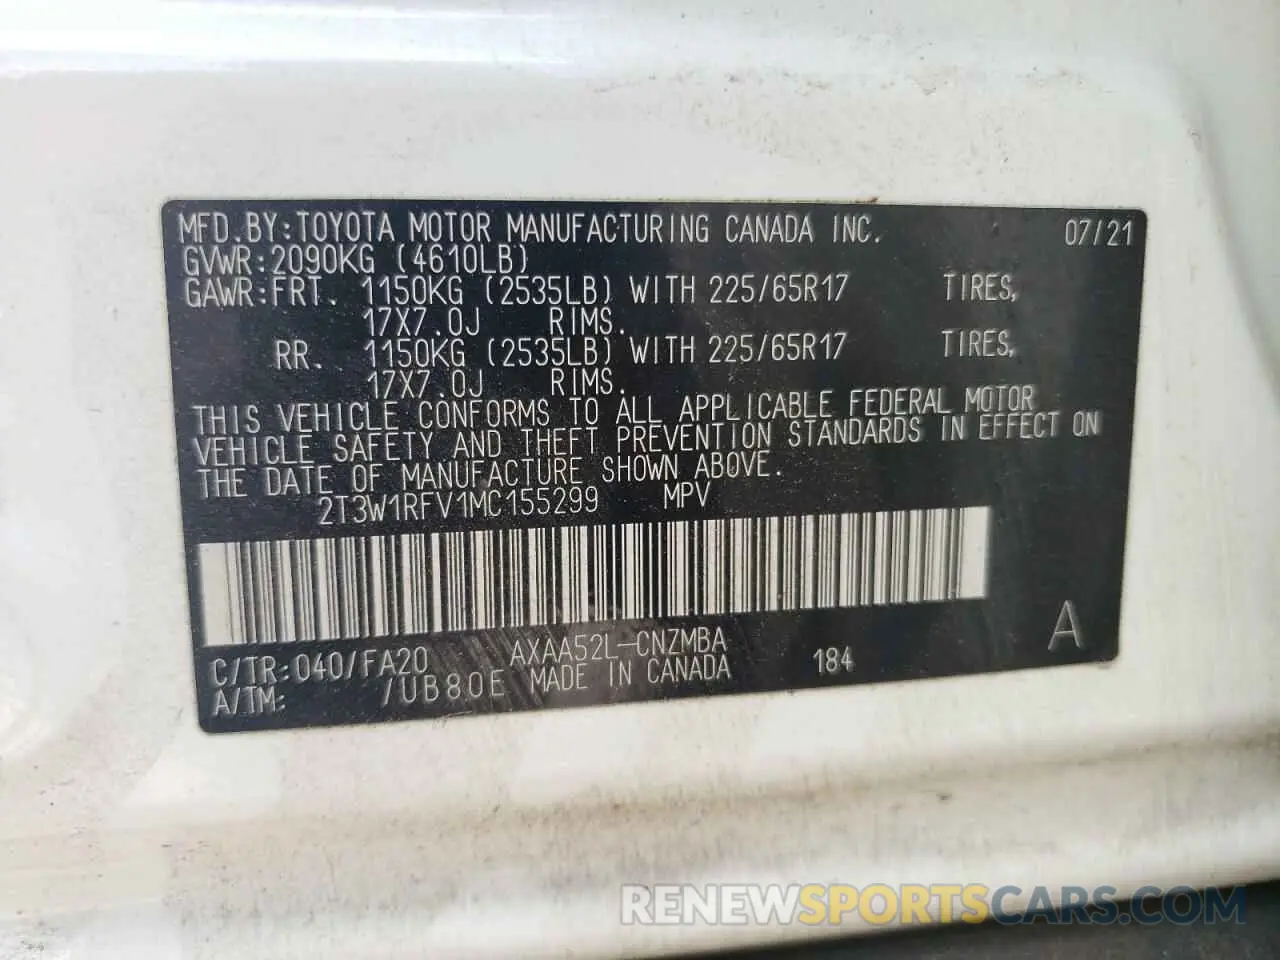 MFD.BY:TOYOTA MOTOR MANUFACTURING CANADA INC. 07/21
GVWR:2090KG (4610LB)
GAWR:FRT. 1150KG (2535LB) WITH 225/65R17 TIRES,
17X7.0J RIMS.
RR. 1150KG (2535LB) WITH 225/65R17 TIRES,
17X7.0J RIMS.
THIS VEHICLE CONFORMS TO ALL APPLICABLE FEDERAL MOTOR
VEHICLE SAFETY AND THEFT PREVENTION STANDARDS IN EFFECT ON
THE DATE OF MANUFACTURE SHOWN ABOVE.
2T3W1RFV1MC155299 MPV
C/TR:040/FA20 AXAA52L-CNZMBA 184 A
A/TM: /UB80E MADE IN CANADA
RENEWSPORTSCARS.COM